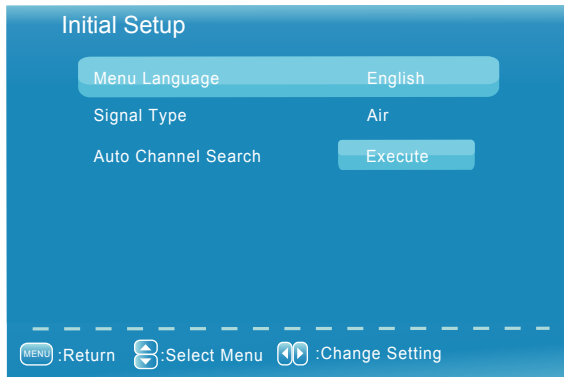 Initial Setup
Menu Language English
Signal Type Air
Auto Channel Search Execute
MENU :Return :Select Menu :Change Setting